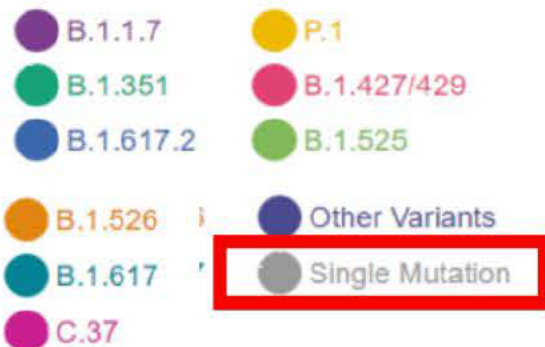 B.1.1.7
P.1
B.1.351
B.1.427/429
B.1.617.2
B.1.525
B.1.526
Other Variants
B.1.617
Single Mutation
C.37